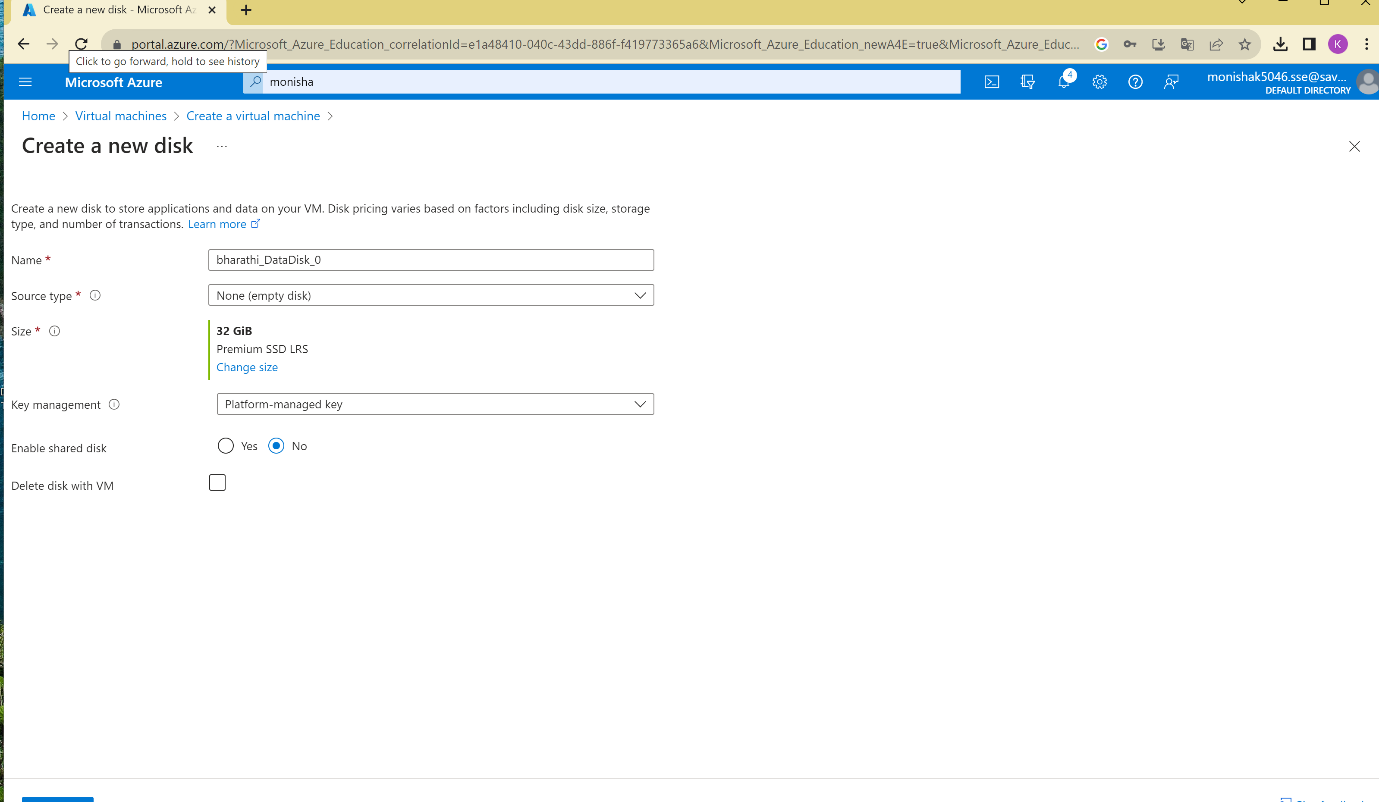 Create a new disk - Microsoft Az
portal.azure.com/?Microsoft_Azure_Education_correlationId=e1a48410-040c-43dd-886f-f419773365a6&Microsoft_Azure_Education_newA4E=true&Microsoft_Azure_Educ...
K
Click to go forward, hold to see history
Microsoft Azure
monisha
4
monishak5046.sse@sav...
DEFAULT DIRECTORY
Home > Virtual machines > Create a virtual machine >
Create a new disk ...
Create a new disk to store applications and data on your VM. Disk pricing varies based on factors including disk size, storage
type, and number of transactions. Learn more
Name * bharathi_DataDisk_0
Source type * None (empty disk)
Size * 32 GiB
Premium SSD LRS
Change size
Key management Platform-managed key
Enable shared disk Yes No
Delete disk with VM